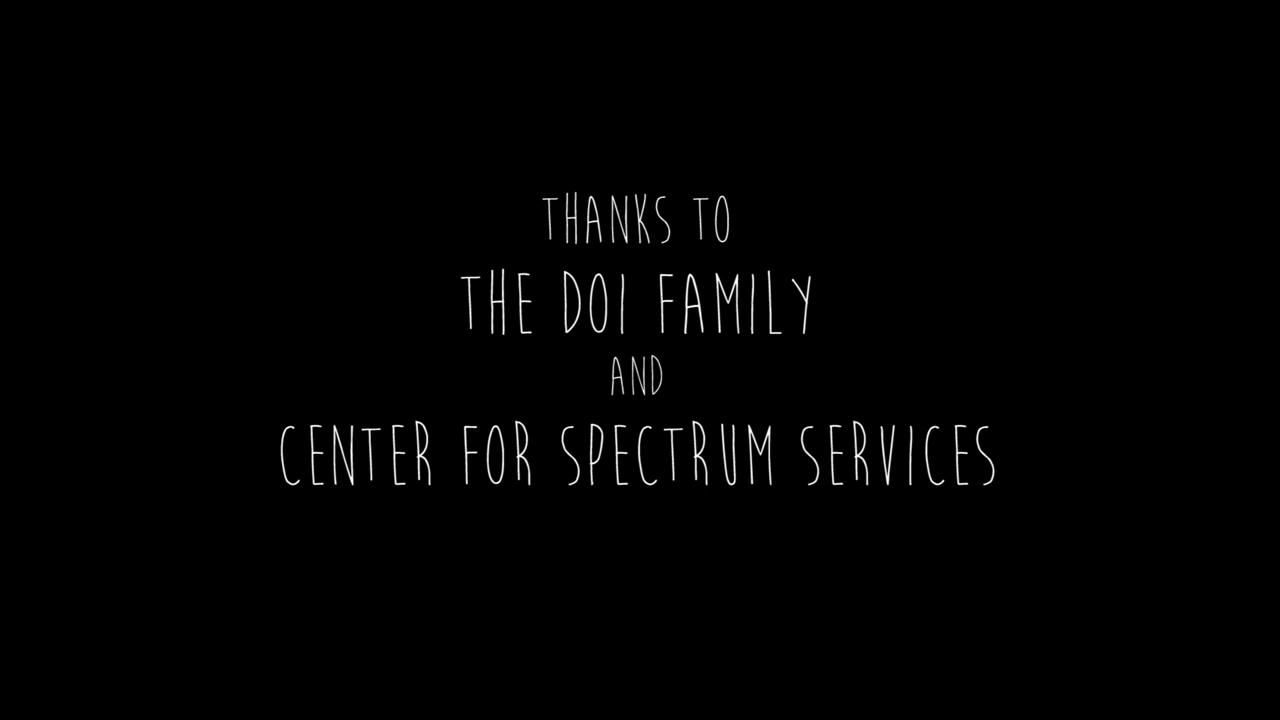 THANKS TO
THE DOI FAMILY
AND
CENTER FOR SPECTRUM SERVICES